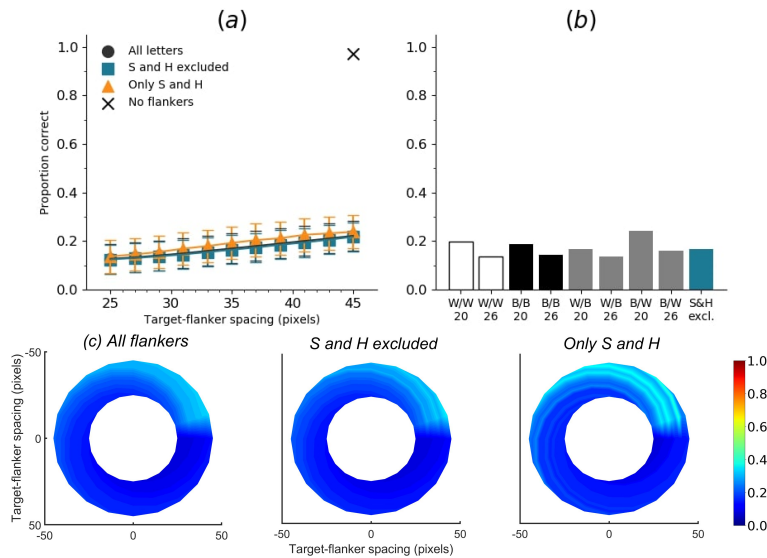 (a)
1.0
0.8
0.6
0.4
0.2
0.0
Proportion correct
All letters
S and H excluded
Only S and H
No flankers
25 30 35 40 45
Target-flanker spacing (pixels)
(b)
1.0
0.8
0.6
0.4
0.2
0.0
W/W W/W B/B B/B W/B W/B B/W B/W S&H
20 26 20 26 20 26 20 26 excl.
(c) All flankers
S and H excluded
Only S and H
Target-flanker spacing (pixels)
-50
0
50
-50 0 50
-50 0 50
-50 0 50
Target-flanker spacing (pixels)
1.0
0.8
0.6
0.4
0.2
0.0